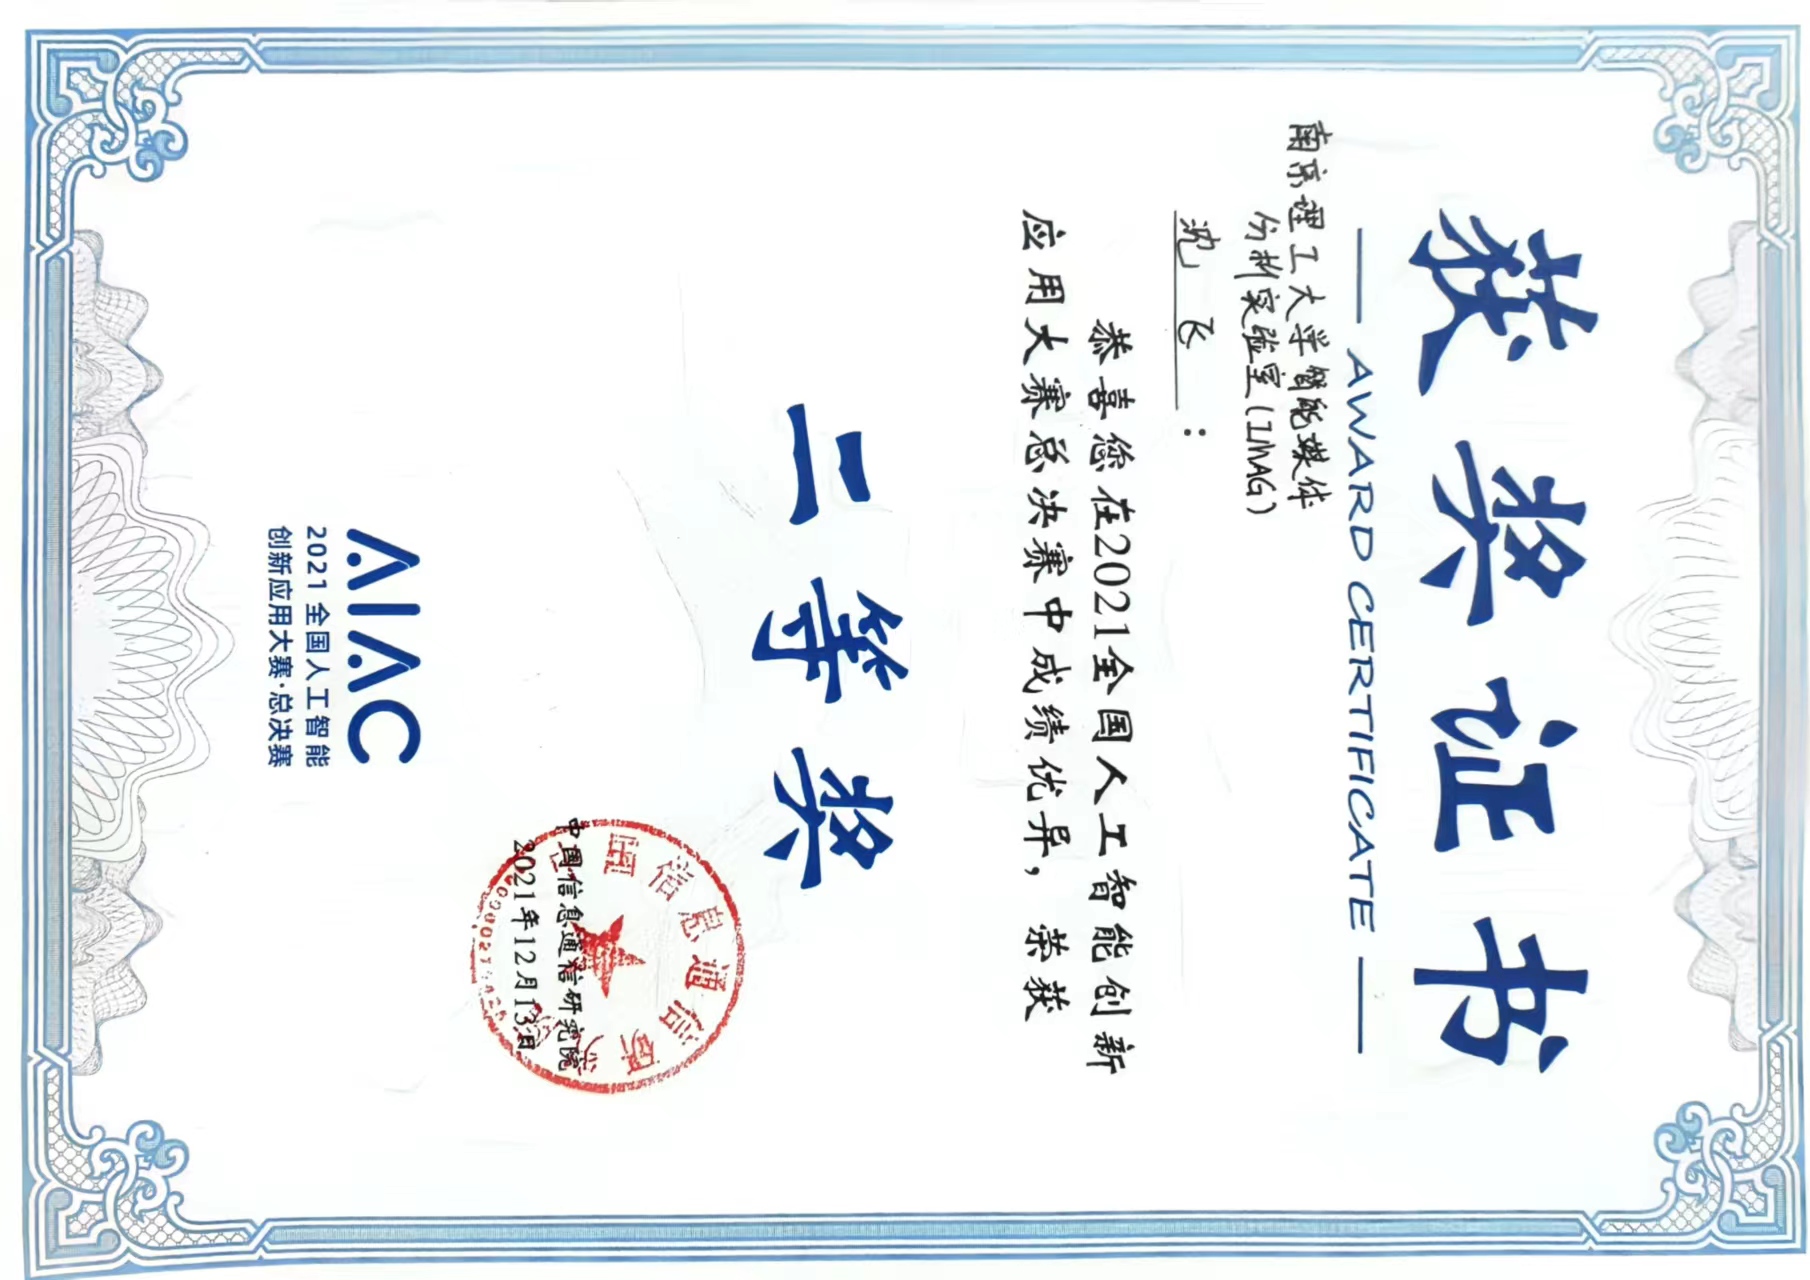 获奖证书
AWARD CERTIFICATE
南京理工大学智能媒体
分析实验室(IMAG)
沈飞：
恭喜您在2021全国人工智能创新
应用大赛总决赛中成绩优异，荣获
二等奖
中国信息通信研究院
中国信息通信研究院
2021年12月13日
AIAC
2021 全国人工智能
创新应用大赛·总决赛